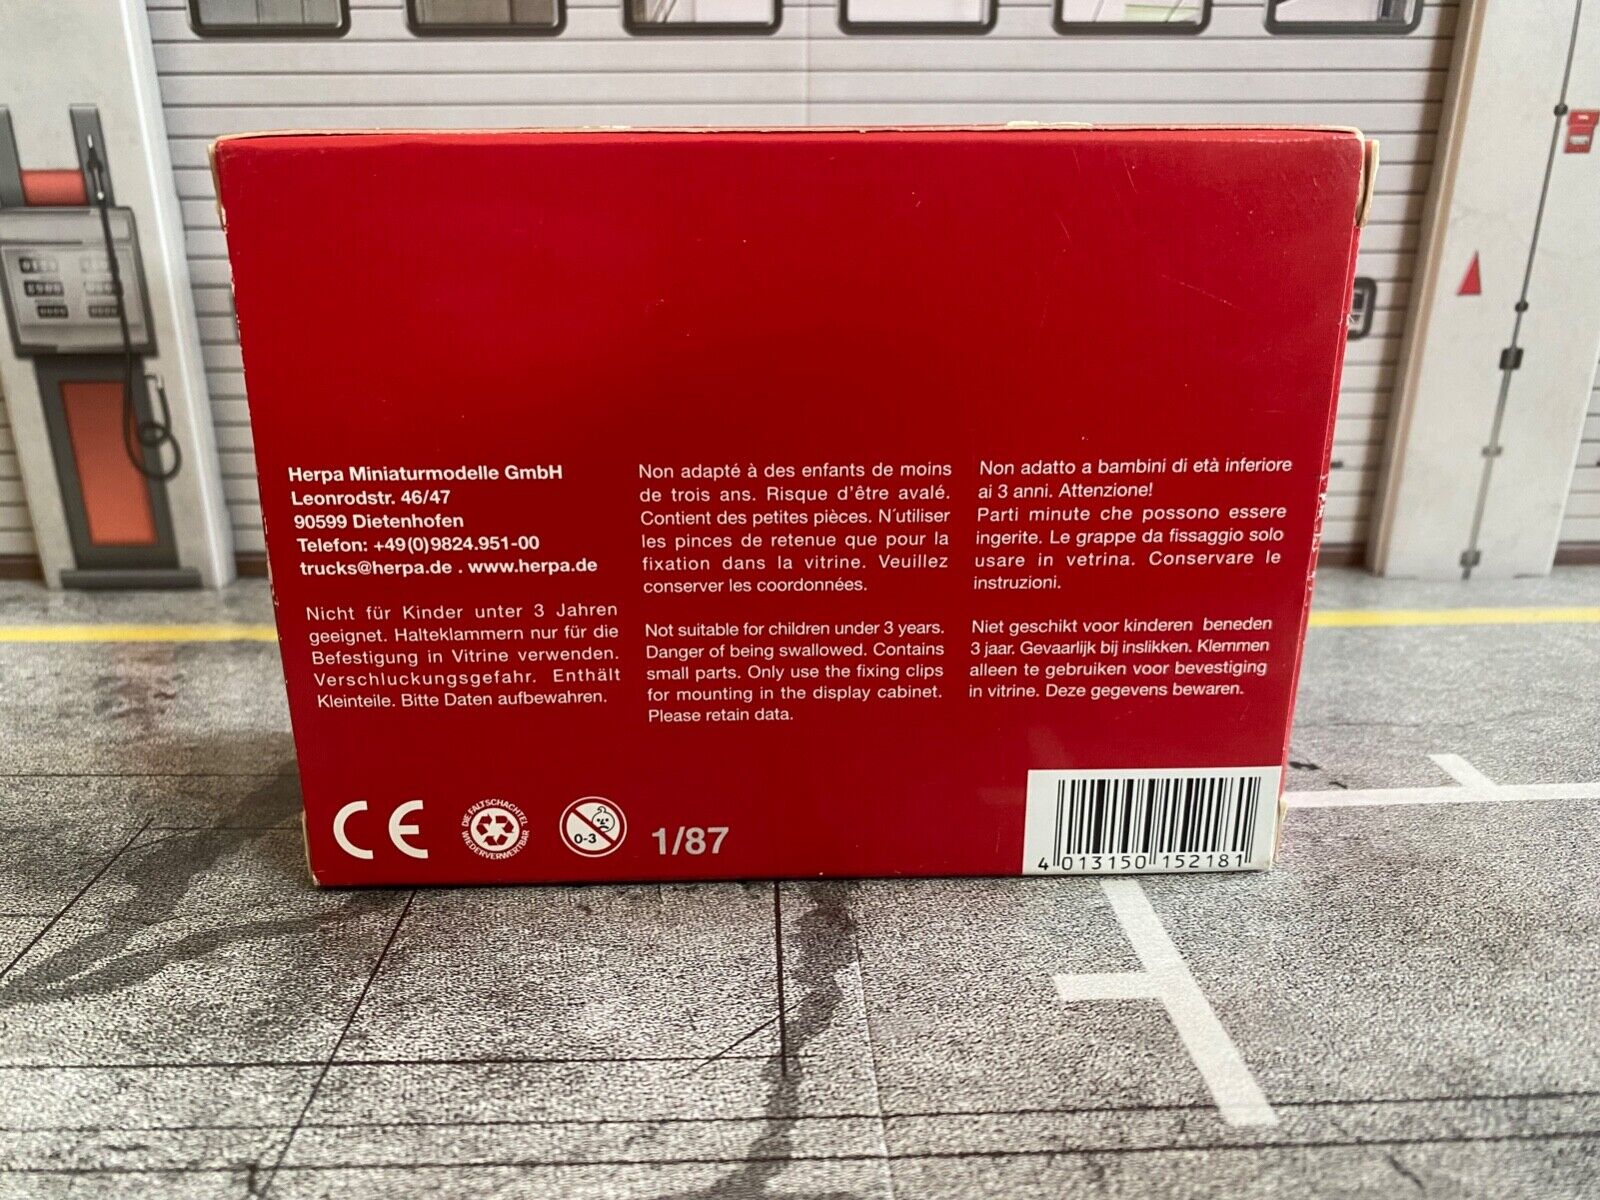 Herpa Miniaturmodelle GmbH
Leonrodstr. 46/47
90599 Dietenhofen
Telefon: +49(0)9824.951-00
trucks@herpa.de . www.herpa.de
Nicht für Kinder unter 3 Jahren
geeignet. Halteklammern nur für die
Befestigung in Vitrine verwenden.
Verschluckungsgefahr. Enthält
Kleinteile. Bitte Daten aufbewahren.
Non adapté à des enfants de moins
de trois ans. Risque d'être avalé.
Contient des petites pièces. N´utiliser
les pinces de retenue que pour la
fixation dans la vitrine. Veuillez
conserver les coordonnées.
Not suitable for children under 3 years.
Danger of being swallowed. Contains
small parts. Only use the fixing clips
for mounting in the display cabinet.
Please retain data.
Non adatto a bambini di età inferiore
ai 3 anni. Attenzione!
Parti minute che possono essere
ingerite. Le grappe da fissaggio solo
usare in vetrina. Conservare le
instruzioni.
Niet geschikt voor kinderen beneden
3 jaar. Gevaarlijk bij inslikken. Klemmen
alleen te gebruiken voor bevestiging
in vitrine. Deze gegevens bewaren.
CE
DIE FALTSCHACHTEL
WIEDERVERWERTBAR
0-3
1/87
4 013150 152181